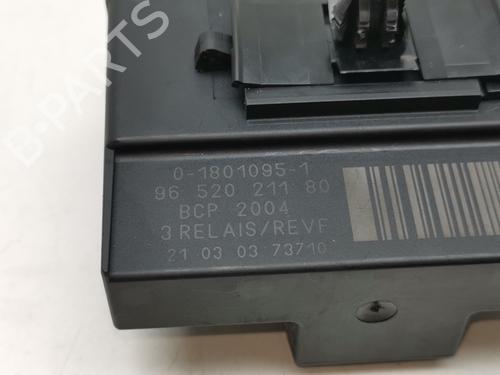 B-PARTS
0-1801095-1
96 520 211 80
BCP 2004
3 RELAIS/REVF
21 03 03 73710